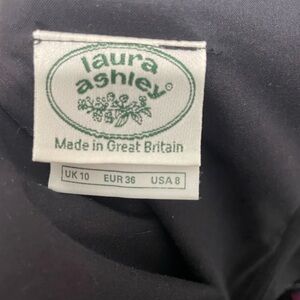 laura
ashley®
Made in Great Britain
UK 10 EUR 36 USA 8